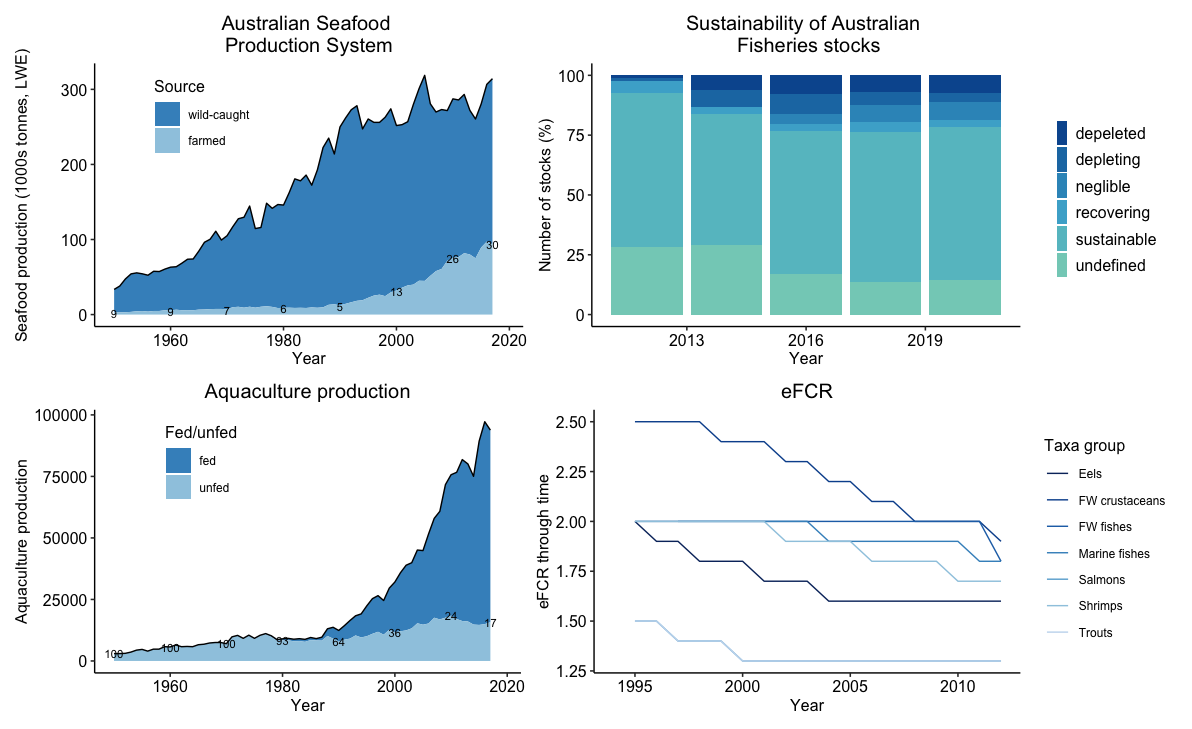 Australian Seafood
Production System
Seafood production (1000s tonnes, LWE)
300
200
100
0
Source
wild-caught
farmed
9
9
7
6
5
13
26
30
1960
1980
2000
2020
Year
Sustainability of Australian
Fisheries stocks
Number of stocks (%)
100
75
50
25
0
2013
2016
2019
Year
depeleted
depleting
neglible
recovering
sustainable
undefined
Aquaculture production
Aquaculture production
100000
75000
50000
25000
0
Fed/unfed
fed
unfed
100
100
100
93
64
36
24
17
1960
1980
2000
2020
Year
eFCR
eFCR through time
2.50
2.25
2.00
1.75
1.50
1.25
1995
2000
2005
2010
Year
Taxa group
Eels
FW crustaceans
FW fishes
Marine fishes
Salmons
Shrimps
Trouts